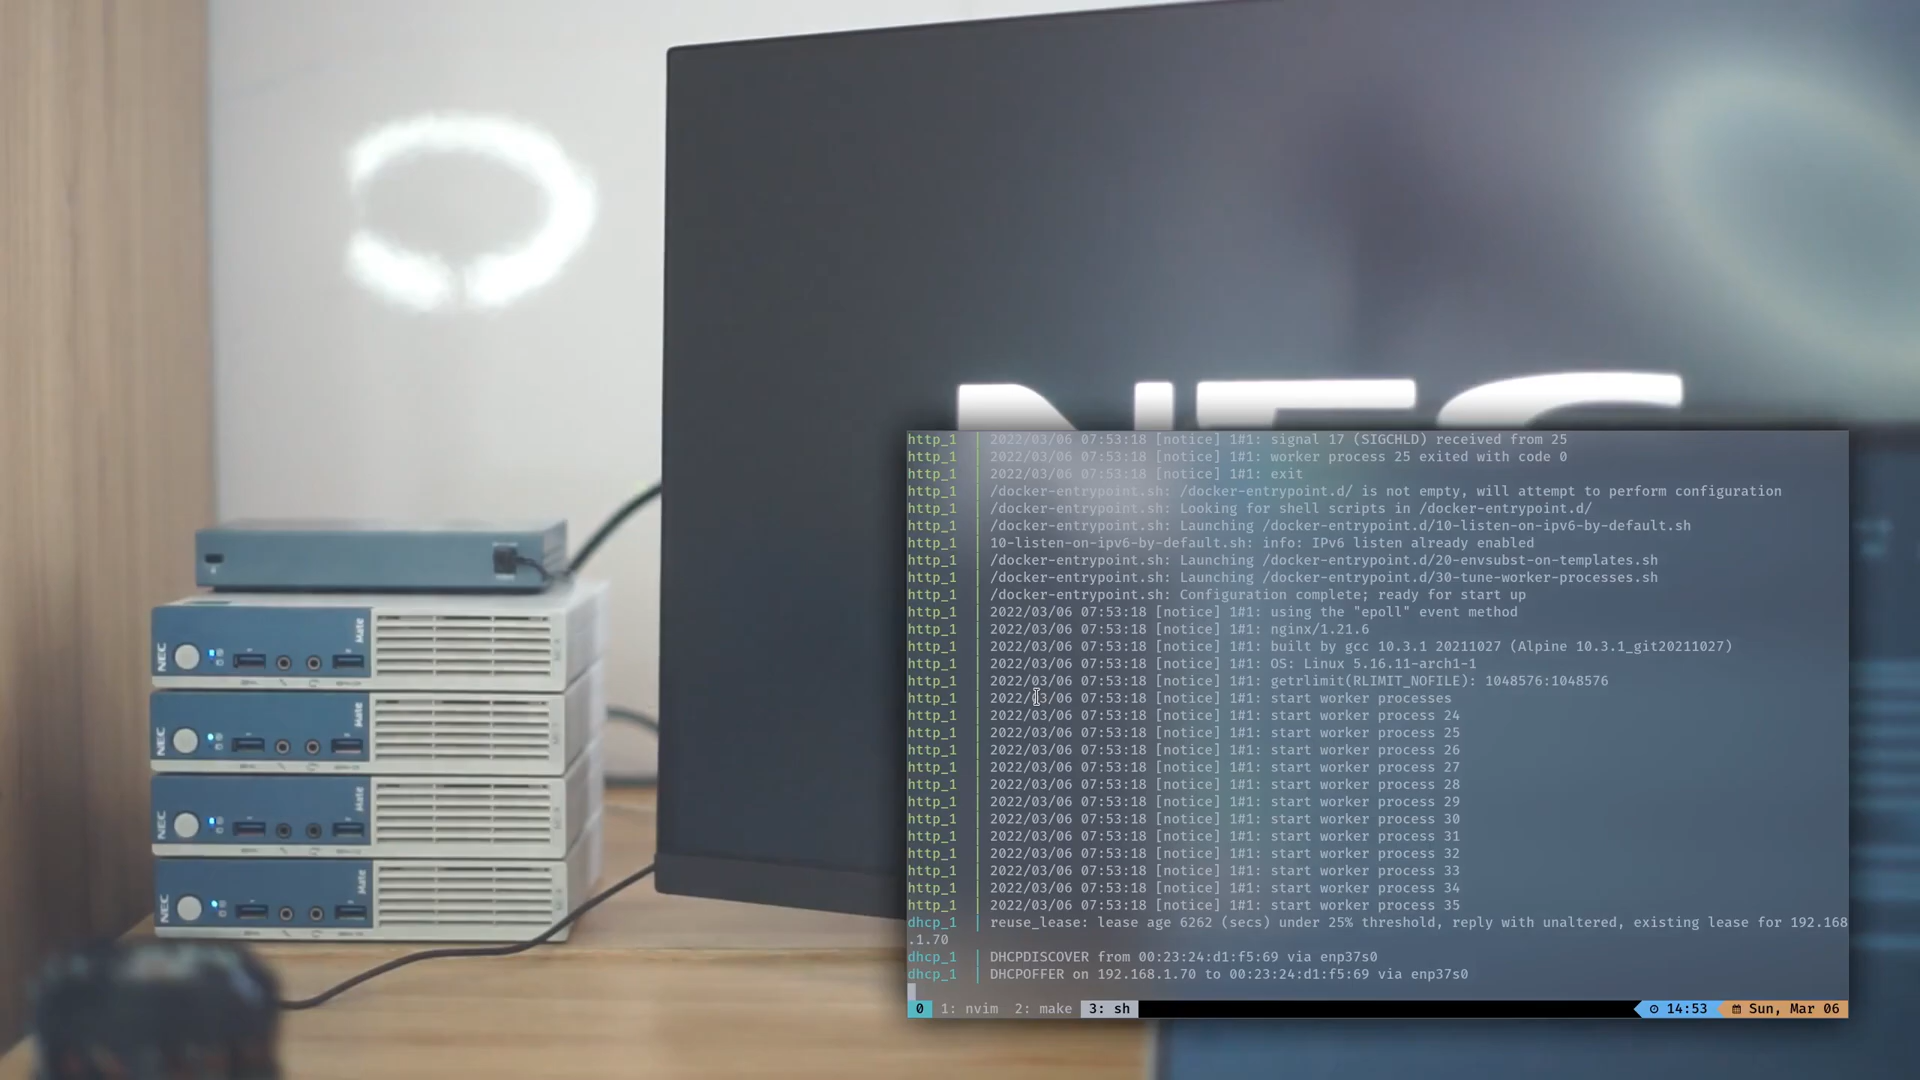 NEC
http_1  | 2022/03/06 07:53:18 [notice] 1#1: signal 17 (SIGCHLD) received from 25
http_1  | 2022/03/06 07:53:18 [notice] 1#1: worker process 25 exited with code 0
http_1  | 2022/03/06 07:53:18 [notice] 1#1: exit
http_1  | /docker-entrypoint.sh: /docker-entrypoint.d/ is not empty, will attempt to perform configuration
http_1  | /docker-entrypoint.sh: Looking for shell scripts in /docker-entrypoint.d/
http_1  | /docker-entrypoint.sh: Launching /docker-entrypoint.d/10-listen-on-ipv6-by-default.sh
http_1  | 10-listen-on-ipv6-by-default.sh: info: IPv6 listen already enabled
http_1  | /docker-entrypoint.sh: Launching /docker-entrypoint.d/20-envsubst-on-templates.sh
http_1  | /docker-entrypoint.sh: Launching /docker-entrypoint.d/30-tune-worker-processes.sh
http_1  | /docker-entrypoint.sh: Configuration complete; ready for start up
http_1  | 2022/03/06 07:53:18 [notice] 1#1: using the "epoll" event method
http_1  | 2022/03/06 07:53:18 [notice] 1#1: nginx/1.21.6
http_1  | 2022/03/06 07:53:18 [notice] 1#1: built by gcc 10.3.1 20211027 (Alpine 10.3.1_git20211027)
http_1  | 2022/03/06 07:53:18 [notice] 1#1: OS: Linux 5.16.11-arch1-1
http_1  | 2022/03/06 07:53:18 [notice] 1#1: getrlimit(RLIMIT_NOFILE): 1048576:1048576
http_1  | 2022/03/06 07:53:18 [notice] 1#1: start worker processes
http_1  | 2022/03/06 07:53:18 [notice] 1#1: start worker process 24
http_1  | 2022/03/06 07:53:18 [notice] 1#1: start worker process 25
http_1  | 2022/03/06 07:53:18 [notice] 1#1: start worker process 26
http_1  | 2022/03/06 07:53:18 [notice] 1#1: start worker process 27
http_1  | 2022/03/06 07:53:18 [notice] 1#1: start worker process 28
http_1  | 2022/03/06 07:53:18 [notice] 1#1: start worker process 29
http_1  | 2022/03/06 07:53:18 [notice] 1#1: start worker process 30
http_1  | 2022/03/06 07:53:18 [notice] 1#1: start worker process 31
http_1  | 2022/03/06 07:53:18 [notice] 1#1: start worker process 32
http_1  | 2022/03/06 07:53:18 [notice] 1#1: start worker process 33
http_1  | 2022/03/06 07:53:18 [notice] 1#1: start worker process 34
http_1  | 2022/03/06 07:53:18 [notice] 1#1: start worker process 35
dhcp_1  | reuse_lease: lease age 6262 (secs) under 25% threshold, reply with unaltered, existing lease for 192.168
.1.70
dhcp_1  | DHCPDISCOVER from 00:23:24:d1:f5:69 via enp37s0
dhcp_1  | DHCPOFFER on 192.168.1.70 to 00:23:24:d1:f5:69 via enp37s0
0 1: nvim 2: make 3: sh 14:53 Sun, Mar 06
NEC Mate
NEC Mate
NEC Mate
NEC Mate